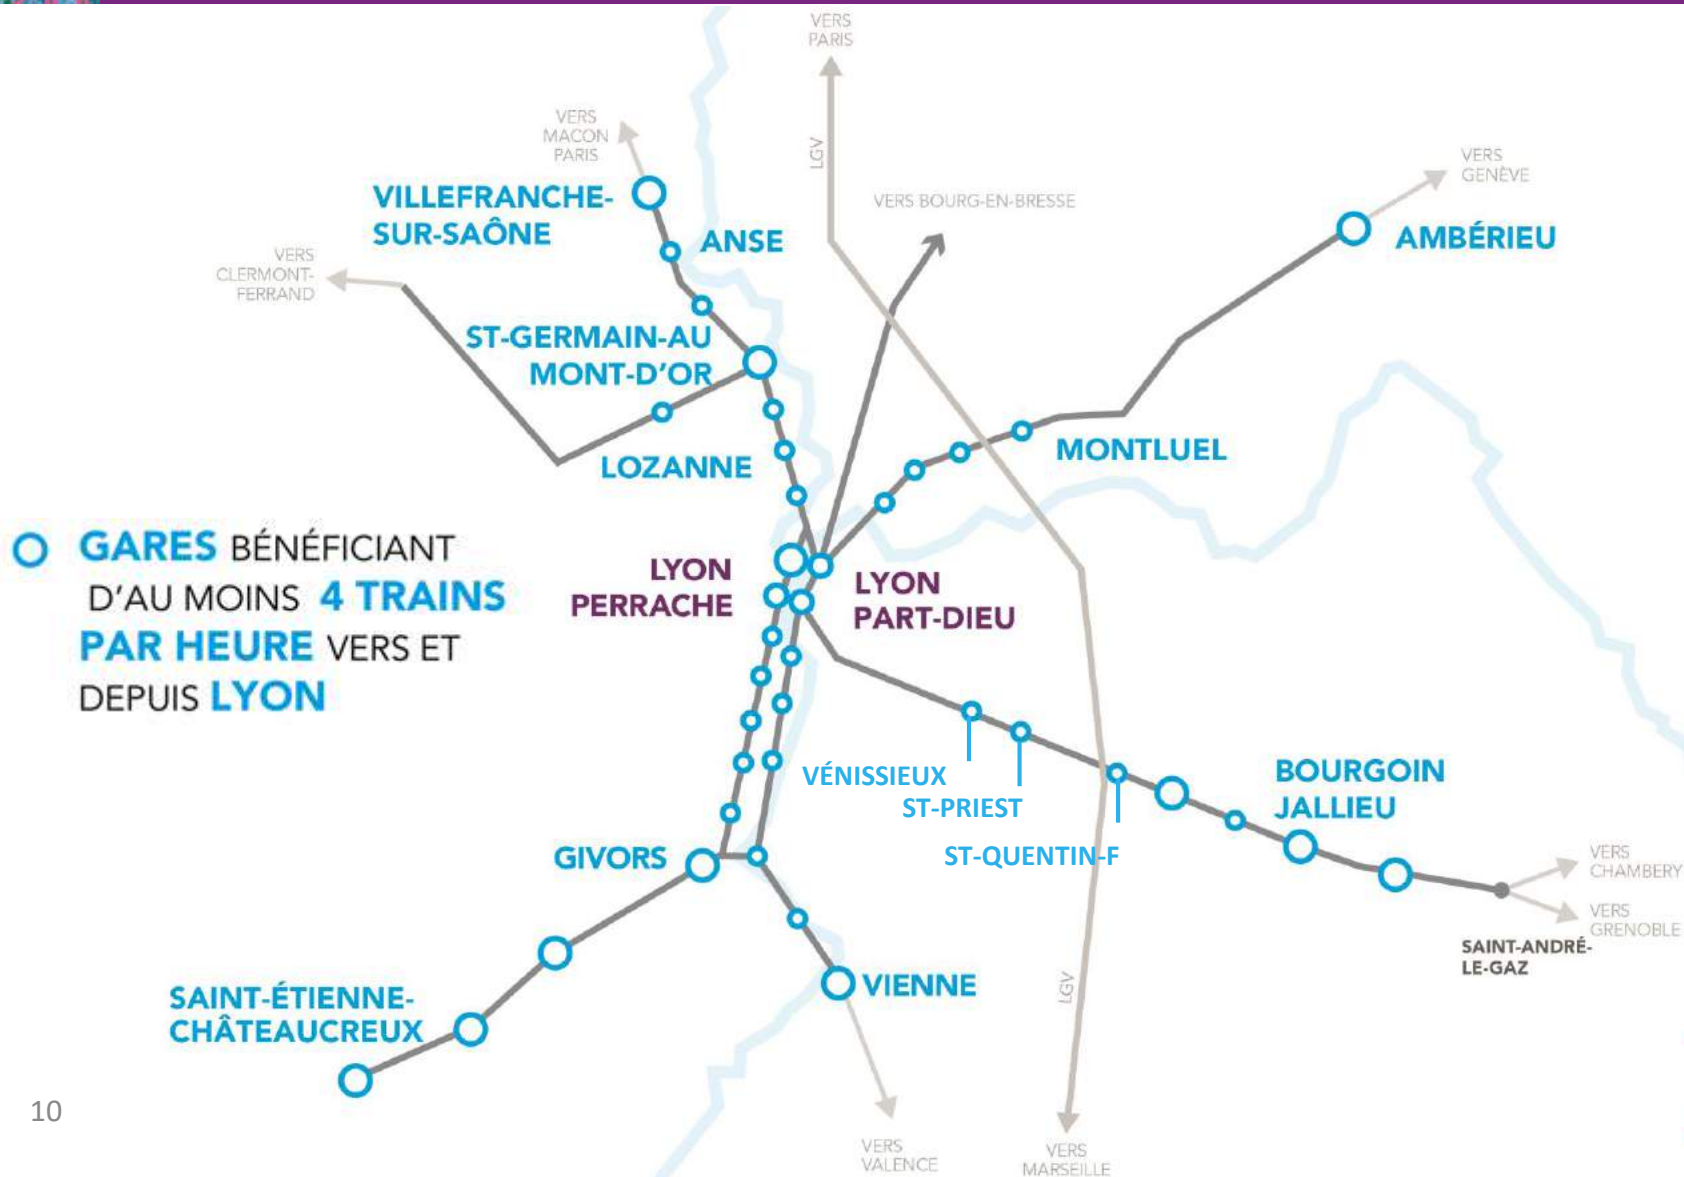 VERS
PARIS
LGV
VERS
MACON
PARIS
VERS
GENÈVE
VERS BOURG-EN-BRESSE
VILLEFRANCHE-
SUR-SAÔNE
ANSE
AMBÉRIEU
VERS
CLERMONT-
FERRAND
ST-GERMAIN-AU
MONT-D'OR
LOZANNE
MONTLUEL
GARES BÉNÉFICIANT
D'AU MOINS 4 TRAINS
PAR HEURE VERS ET
DEPUIS LYON
LYON
PERRACHE
LYON
PART-DIEU
VÉNISSIEUX
ST-PRIEST
ST-QUENTIN-F
BOURGOIN
JALLIEU
GIVORS
VERS
CHAMBERY
VERS
GRENOBLE
SAINT-ANDRÉ-
LE-GAZ
SAINT-ÉTIENNE-
CHÂTEAUCREUX
VIENNE
LGV
10
VERS
VALENCE
VERS
MARSEILLE